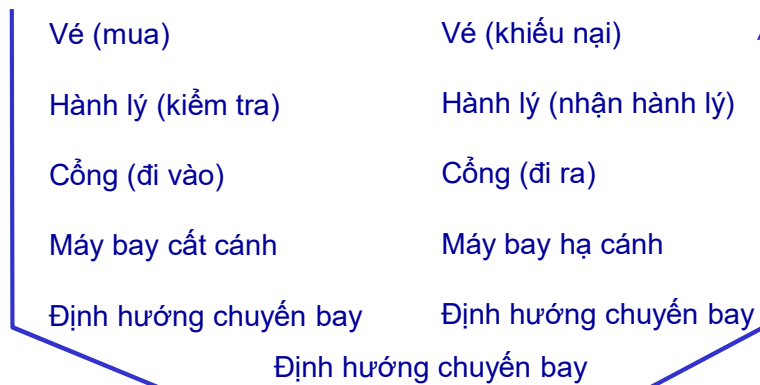 Vé (mua)
Vé (khiếu nại)
Hành lý (kiểm tra)
Hành lý (nhận hành lý)
Cổng (đi vào)
Cổng (đi ra)
Máy bay cất cánh
Máy bay hạ cánh
Định hướng chuyến bay
Định hướng chuyến bay
Định hướng chuyến bay